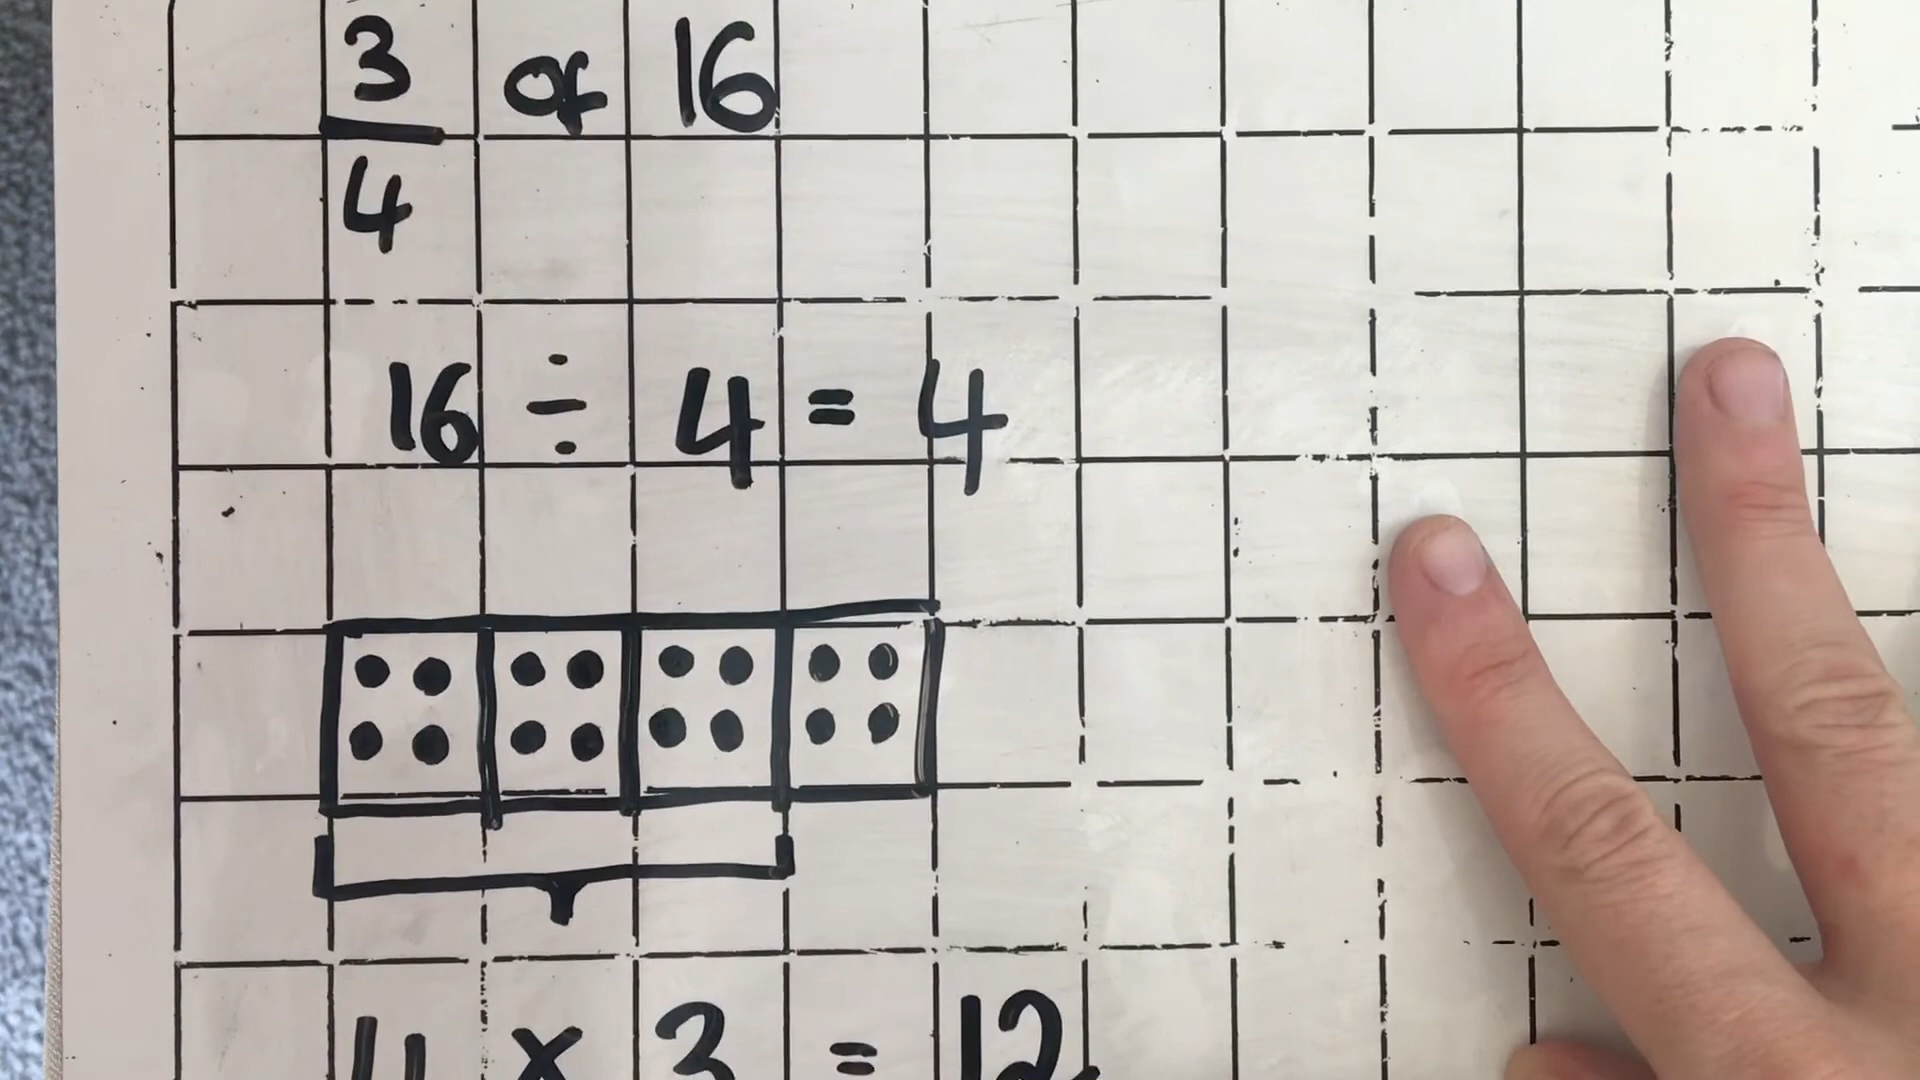 3/4 of 16
16 ÷ 4 = 4
4 × 3 = 12